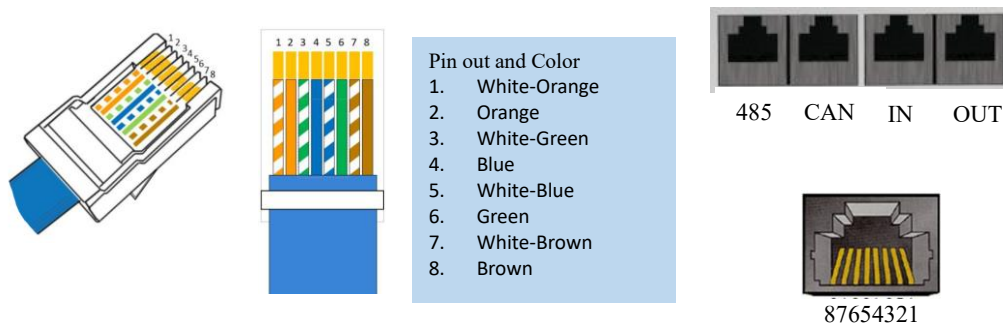 12345678
1 2 3 4 5 6 7 8
Pin out and Color
1. White-Orange
2. Orange
3. White-Green
4. Blue
5. White-Blue
6. Green
7. White-Brown
8. Brown
485 CAN IN OUT
87654321